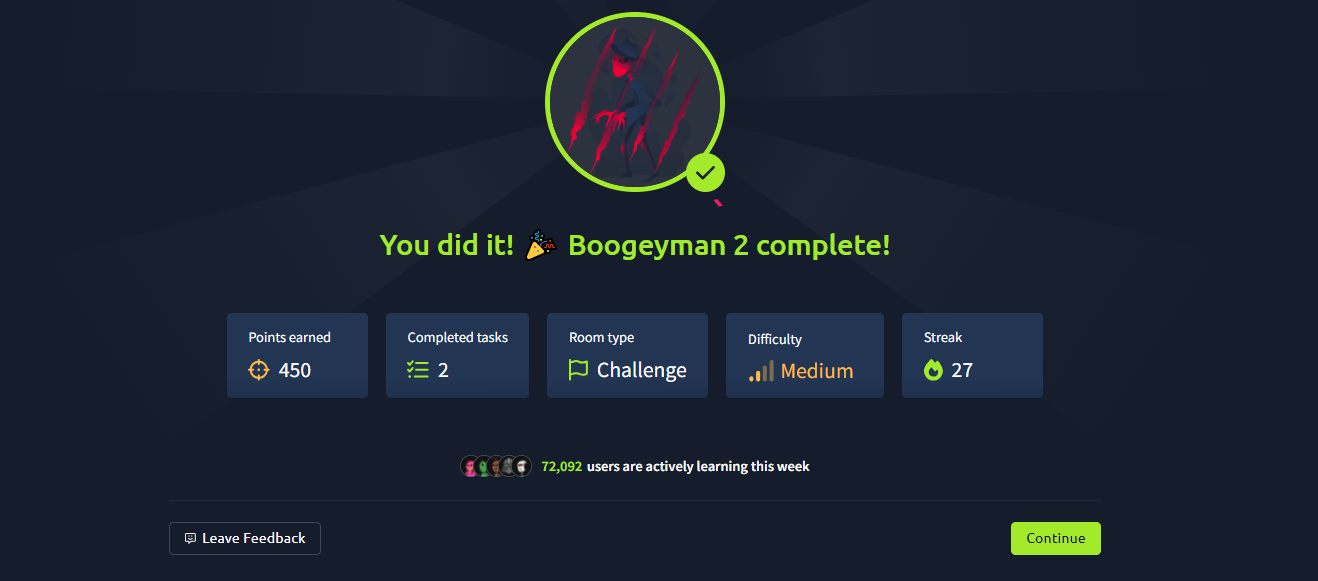 You did it! 🎉 Boogeyman 2 complete!
Points earned
450
Completed tasks
2
Room type
Challenge
Difficulty
Medium
Streak
27
72,092 users are actively learning this week
Leave Feedback
Continue